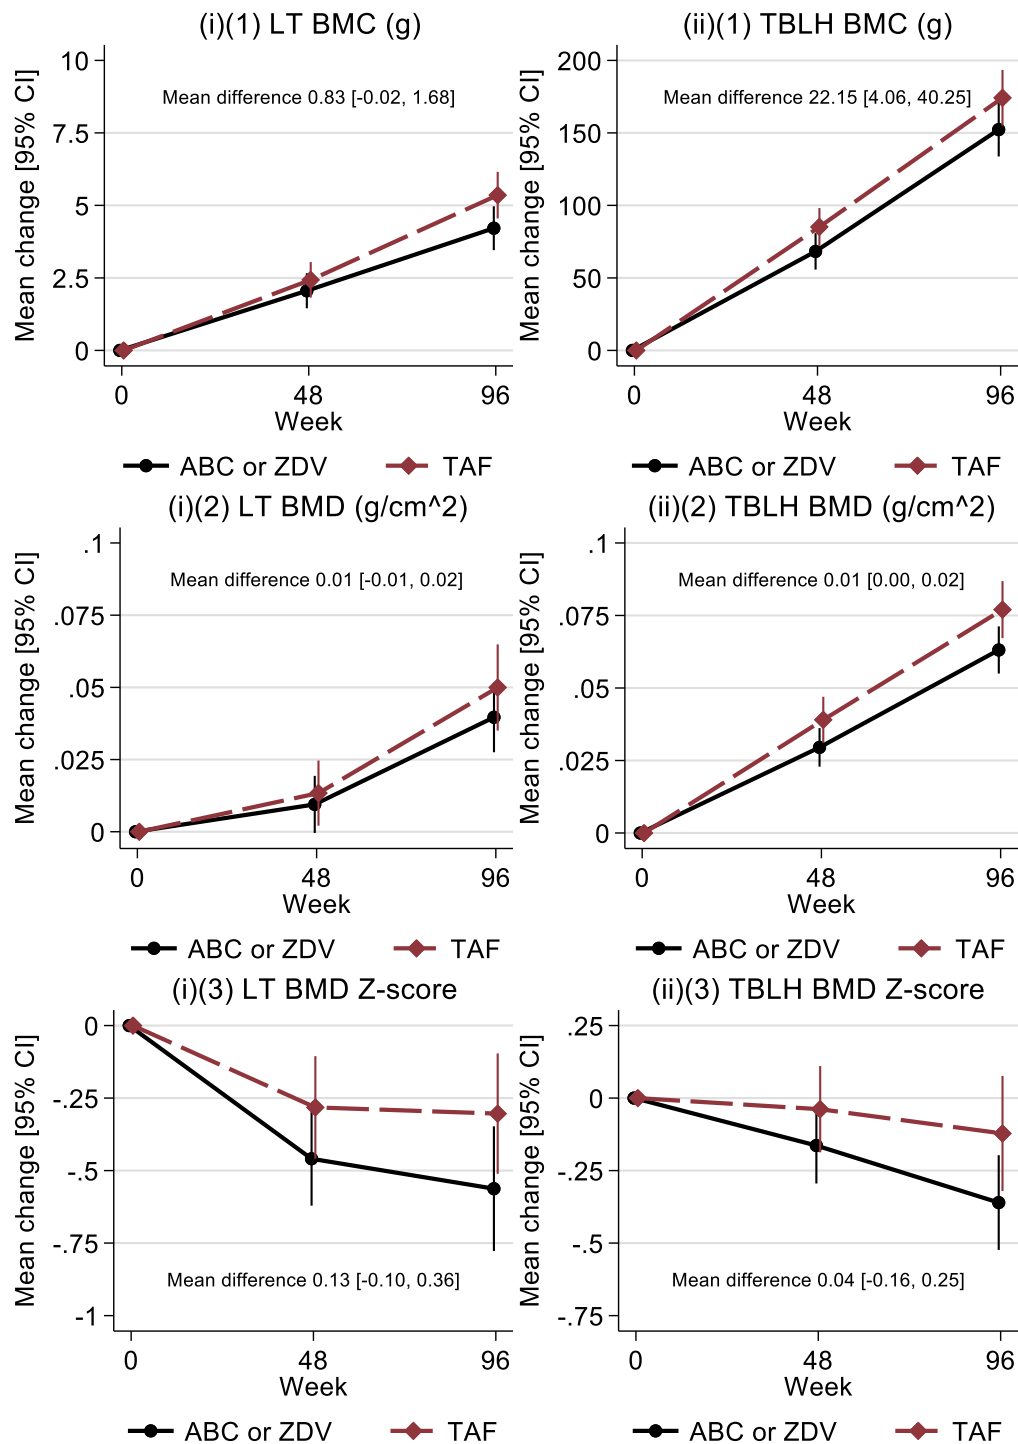 (i)(1) LT BMC (g)
Mean change [95% CI]
10
7.5
5
2.5
0
Mean difference 0.83 [-0.02, 1.68]
0 48 96
Week
ABC or ZDV TAF
(ii)(1) TBLH BMC (g)
Mean change [95% CI]
200
150
100
50
0
Mean difference 22.15 [4.06, 40.25]
0 48 96
Week
ABC or ZDV TAF
(i)(2) LT BMD (g/cm^2)
Mean change [95% CI]
.1
.075
.05
.025
0
Mean difference 0.01 [-0.01, 0.02]
0 48 96
Week
ABC or ZDV TAF
(ii)(2) TBLH BMD (g/cm^2)
Mean change [95% CI]
.1
.075
.05
.025
0
Mean difference 0.01 [0.00, 0.02]
0 48 96
Week
ABC or ZDV TAF
(i)(3) LT BMD Z-score
Mean change [95% CI]
0
-.25
-.5
-.75
-1
Mean difference 0.13 [-0.10, 0.36]
0 48 96
Week
ABC or ZDV TAF
(ii)(3) TBLH BMD Z-score
Mean change [95% CI]
.25
0
-.25
-.5
-.75
Mean difference 0.04 [-0.16, 0.25]
0 48 96
Week
ABC or ZDV TAF